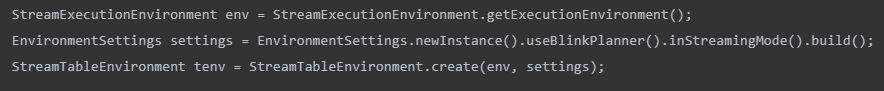 StreamExecutionEnvironment env = StreamExecutionEnvironment.getExecutionEnvironment();
EnvironmentSettings settings = EnvironmentSettings.newInstance().useBlinkPlanner().inStreamingMode().build();
StreamTableEnvironment tenv = StreamTableEnvironment.create(env, settings);